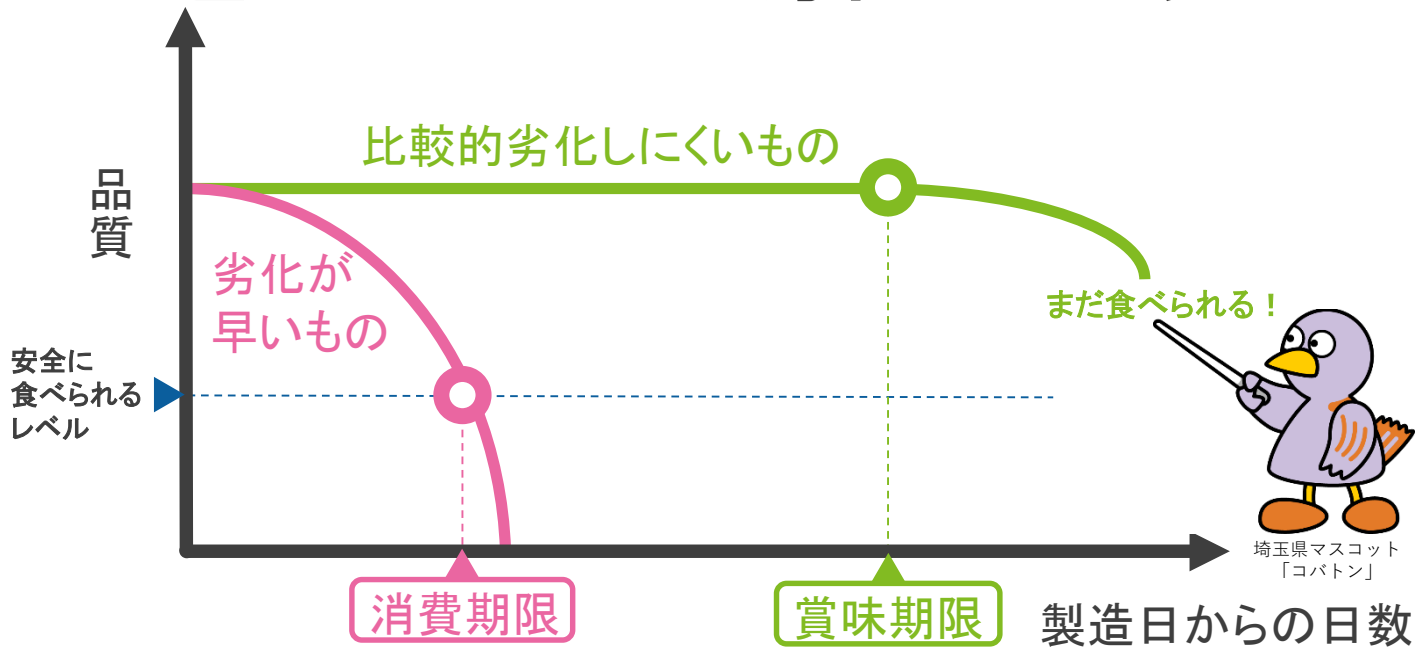 比較的劣化しにくいもの
品
質
劣化が
早いもの
まだ食べられる！
安全に
食べられる
レベル
埼玉県マスコット
「コバトン」
消費期限
賞味期限
製造日からの日数